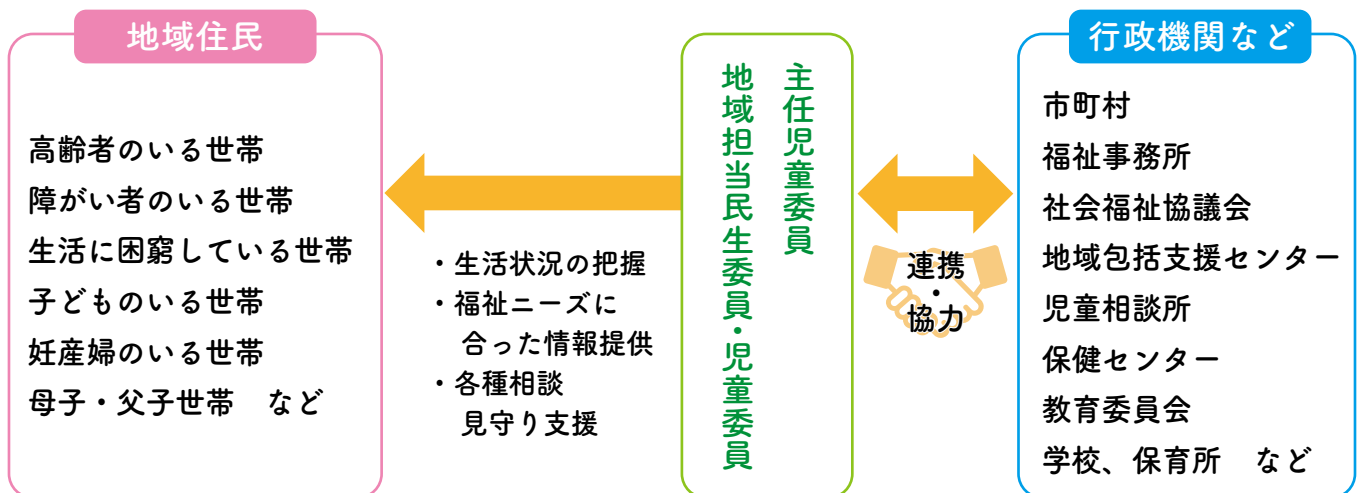 地域住民
高齢者のいる世帯
障がい者のいる世帯
生活に困窮している世帯
子どものいる世帯
妊産婦のいる世帯
母子・父子世帯　など
・生活状況の把握
・福祉ニーズに
合った情報提供
・各種相談
見守り支援
主任児童委員
地域担当民生委員・児童委員
連携
・
協力
行政機関など
市町村
福祉事務所
社会福祉協議会
地域包括支援センター
児童相談所
保健センター
教育委員会
学校、保育所　など